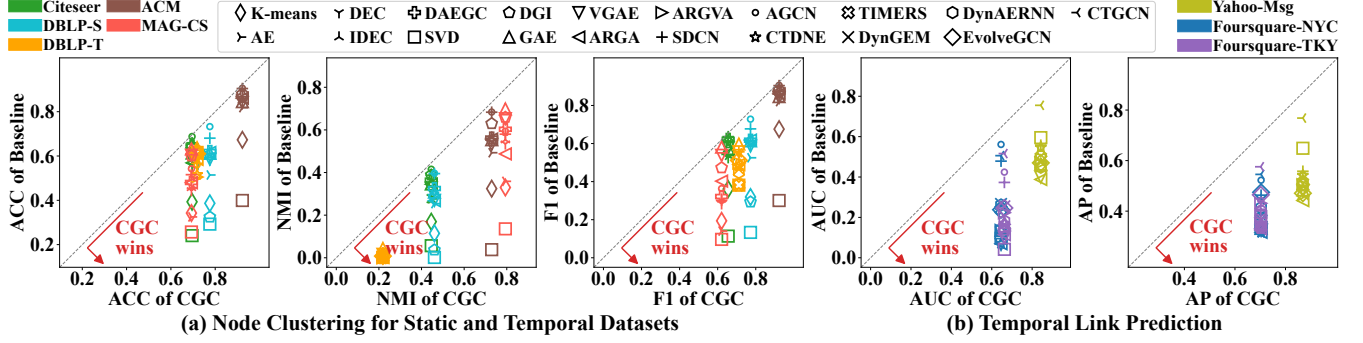 Citeseer ACM
DBLP-S MAG-CS
DBLP-T
K-means DEC DAEGC DGI VGAE ARGVA AGCN TIMERS DynAERNN CTGCN
AE IDEC SVD GAE ARGA SDCN CTDNE DynGEM EvolveGCN
Yahoo-Msg
Foursquare-NYC
Foursquare-TKY
ACC of Baseline
0.8
0.6
0.4
0.2
CGC
wins
0.2 0.4 0.6 0.8
ACC of CGC
NMI of Baseline
0.8
0.6
0.4
0.2
0.0
CGC
wins
0.0 0.2 0.4 0.6 0.8
NMI of CGC
F1 of Baseline
0.8
0.6
0.4
0.2
0.0
CGC
wins
0.0 0.2 0.4 0.6 0.8
F1 of CGC
(a) Node Clustering for Static and Temporal Datasets
AUC of Baseline
0.8
0.6
0.4
0.2
0.0
CGC
wins
0.0 0.2 0.4 0.6 0.8
AUC of CGC
AP of Baseline
0.8
0.6
0.4
CGC
wins
0.4 0.6 0.8
AP of CGC
(b) Temporal Link Prediction